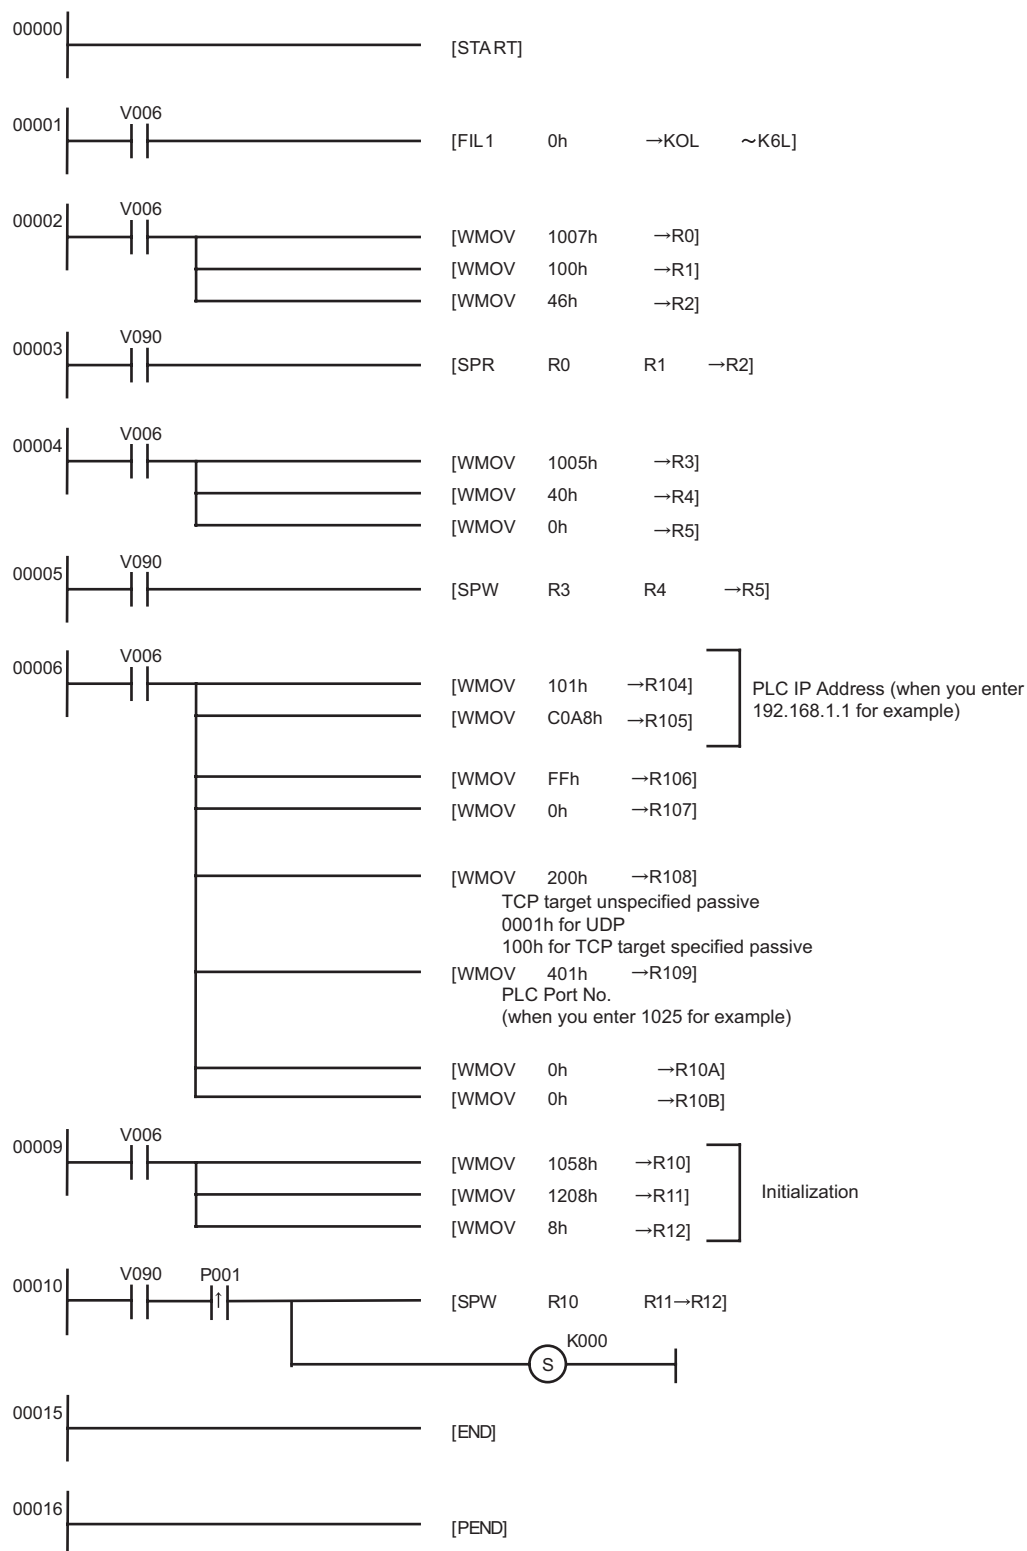 00000
[START]
00001
V006
[FIL1 0h →KOL ～K6L]
00002
V006
[WMOV 1007h →R0]
[WMOV 100h →R1]
[WMOV 46h →R2]
00003
V090
[SPR R0 R1 →R2]
00004
V006
[WMOV 1005h →R3]
[WMOV 40h →R4]
[WMOV 0h →R5]
00005
V090
[SPW R3 R4 →R5]
00006
V006
[WMOV 101h →R104]
[WMOV C0A8h →R105]
PLC IP Address (when you enter
192.168.1.1 for example)
[WMOV FFh →R106]
[WMOV 0h →R107]
[WMOV 200h →R108]
TCP target unspecified passive
0001h for UDP
100h for TCP target specified passive
[WMOV 401h →R109]
PLC Port No.
(when you enter 1025 for example)
[WMOV 0h →R10A]
[WMOV 0h →R10B]
00009
V006
[WMOV 1058h →R10]
[WMOV 1208h →R11]
[WMOV 8h →R12]
Initialization
00010
V090 P001
↑
[SPW R10 R11→R12]
K000
S
00015
[END]
00016
[PEND]